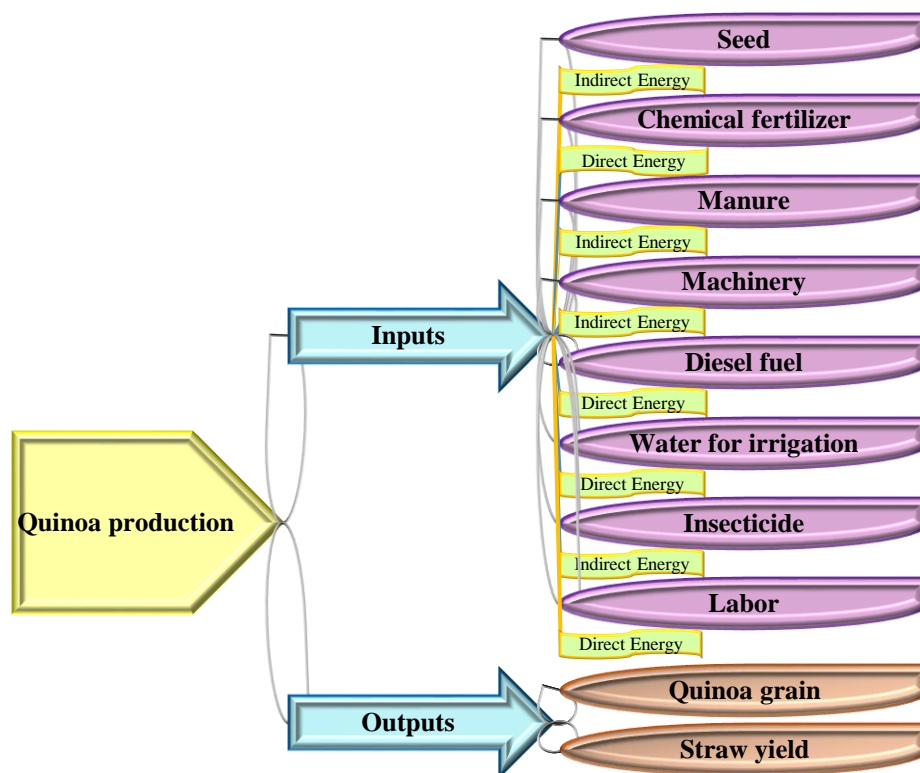 Seed
Indirect Energy
Chemical fertilizer
Direct Energy
Manure
Indirect Energy
Machinery
Indirect Energy
Inputs
Diesel fuel
Direct Energy
Water for irrigation
Direct Energy
Quinoa production
Insecticide
Indirect Energy
Labor
Direct Energy
Quinoa grain
Outputs
Straw yield